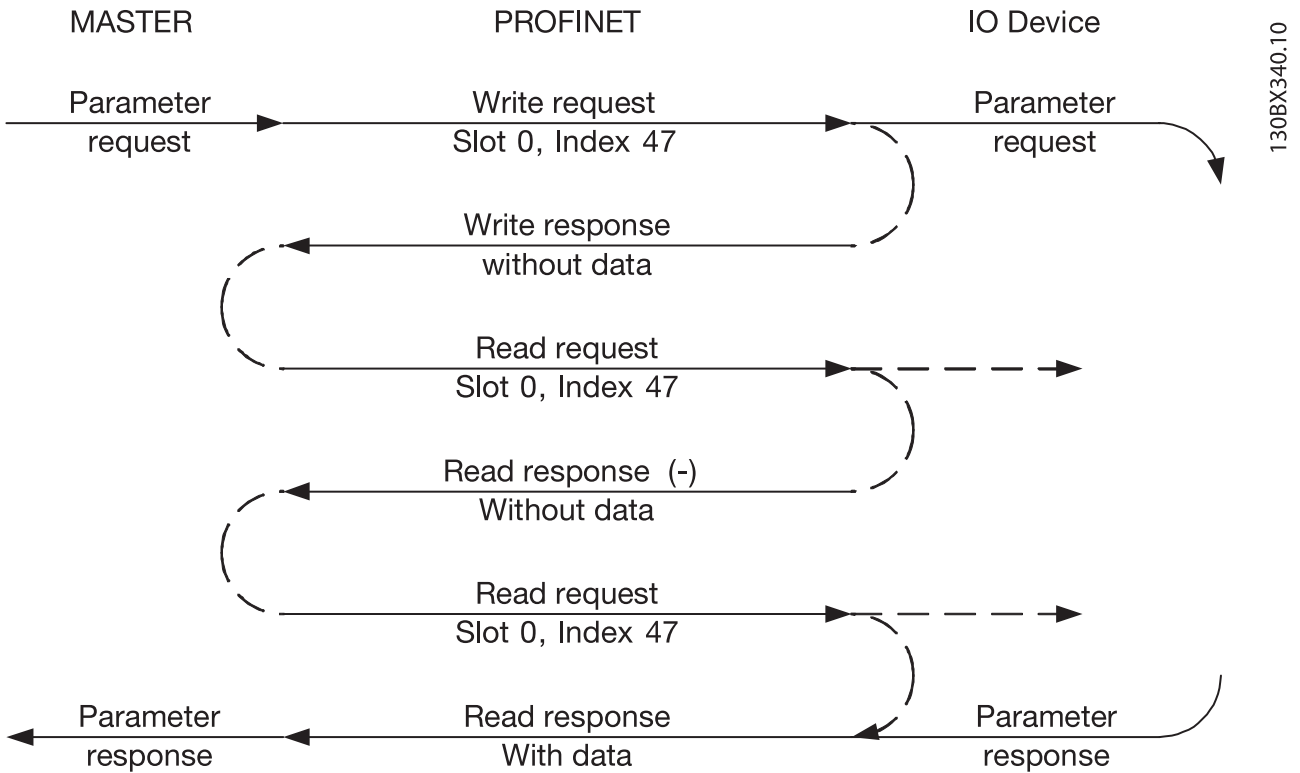 MASTER PROFINET IO Device
130BX340.10
Parameter Write request Parameter
request Slot 0, Index 47 request
Write response
without data
Read request
Slot 0, Index 47
Read response (-)
Without data
Read request
Slot 0, Index 47
Parameter Read response Parameter
response With data response